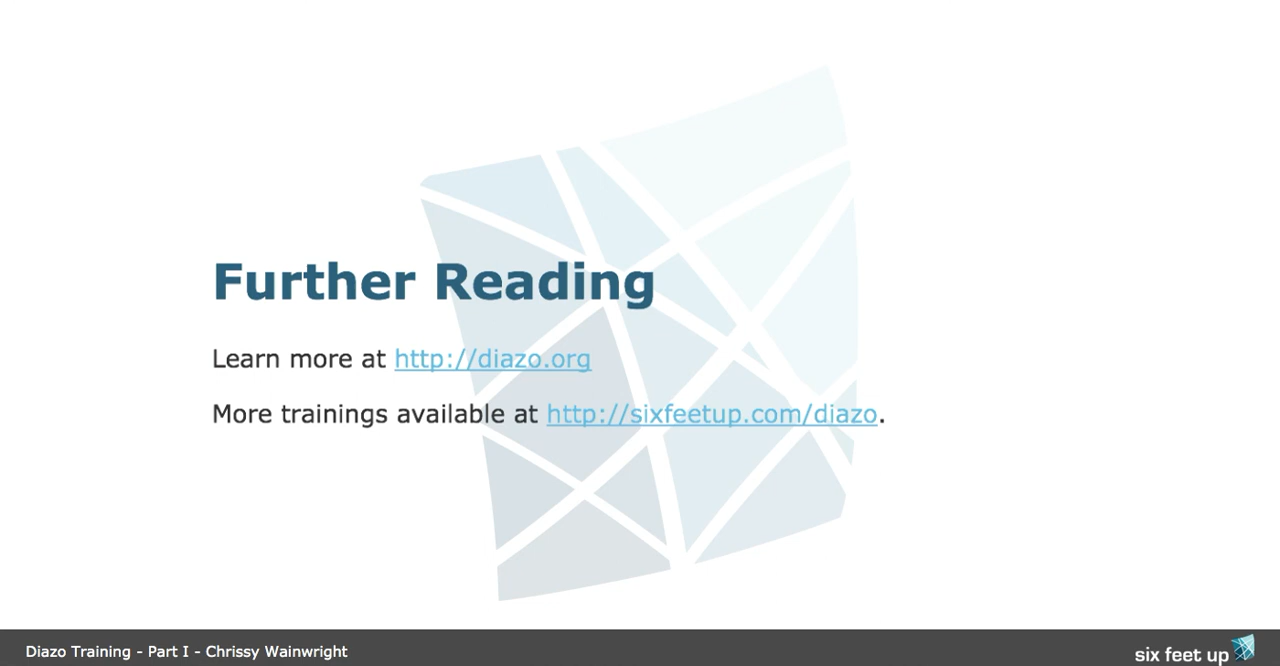 Further Reading
Learn more at http://diazo.org
More trainings available at http://sixfeetup.com/diazo.
Diazo Training - Part I - Chrissy Wainwright
six feet up